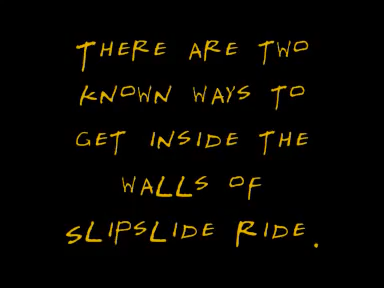 THERE ARE TWO
KNOWN WAYS TO
GET INSIDE THE
WALLS OF
SLIPSLIDE RIDE.